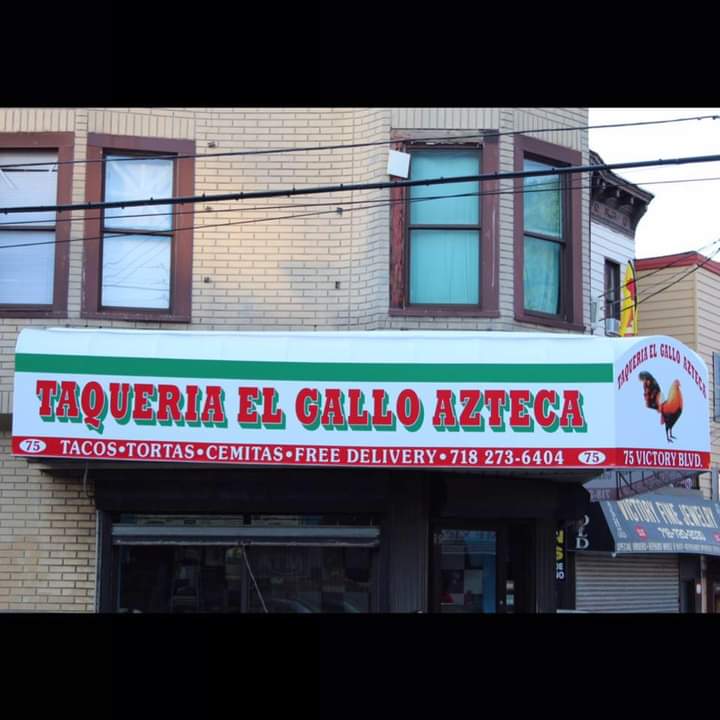 TAQUERIA EL GALLO AZTECA
75 TACOS•TORTAS•CEMITAS•FREE DELIVERY•718 273-6404 75
TAQUERIA EL GALLO AZTECA
75 VICTORY BLVD.
VICTORY FINE JEWELRY